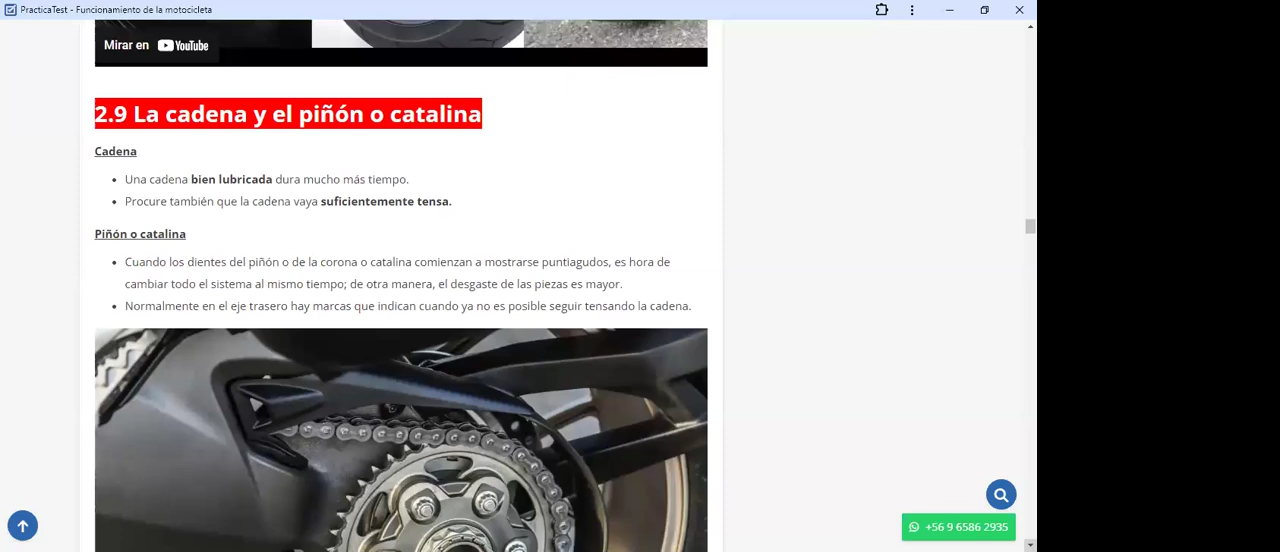 PracticaTest - Funcionamiento de la motocicleta
Mirar en YouTube
2.9 La cadena y el piñón o catalina
Cadena
• Una cadena bien lubricada dura mucho más tiempo.
• Procure también que la cadena vaya suficientemente tensa.
Piñón o catalina
• Cuando los dientes del piñón o de la corona o catalina comienzan a mostrarse puntiagudos, es hora de
cambiar todo el sistema al mismo tiempo; de otra manera, el desgaste de las piezas es mayor.
• Normalmente en el eje trasero hay marcas que indican cuando ya no es posible seguir tensando la cadena.
+56 9 6586 2935